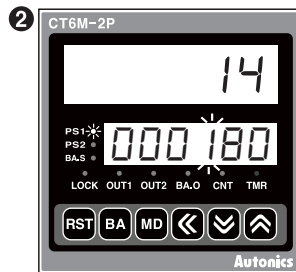 2
CT6M-2P
14
PS1
PS2
BA.S
000180
LOCK OUT1 OUT2 BA.O CNT TMR
RST BA MD
Autonics